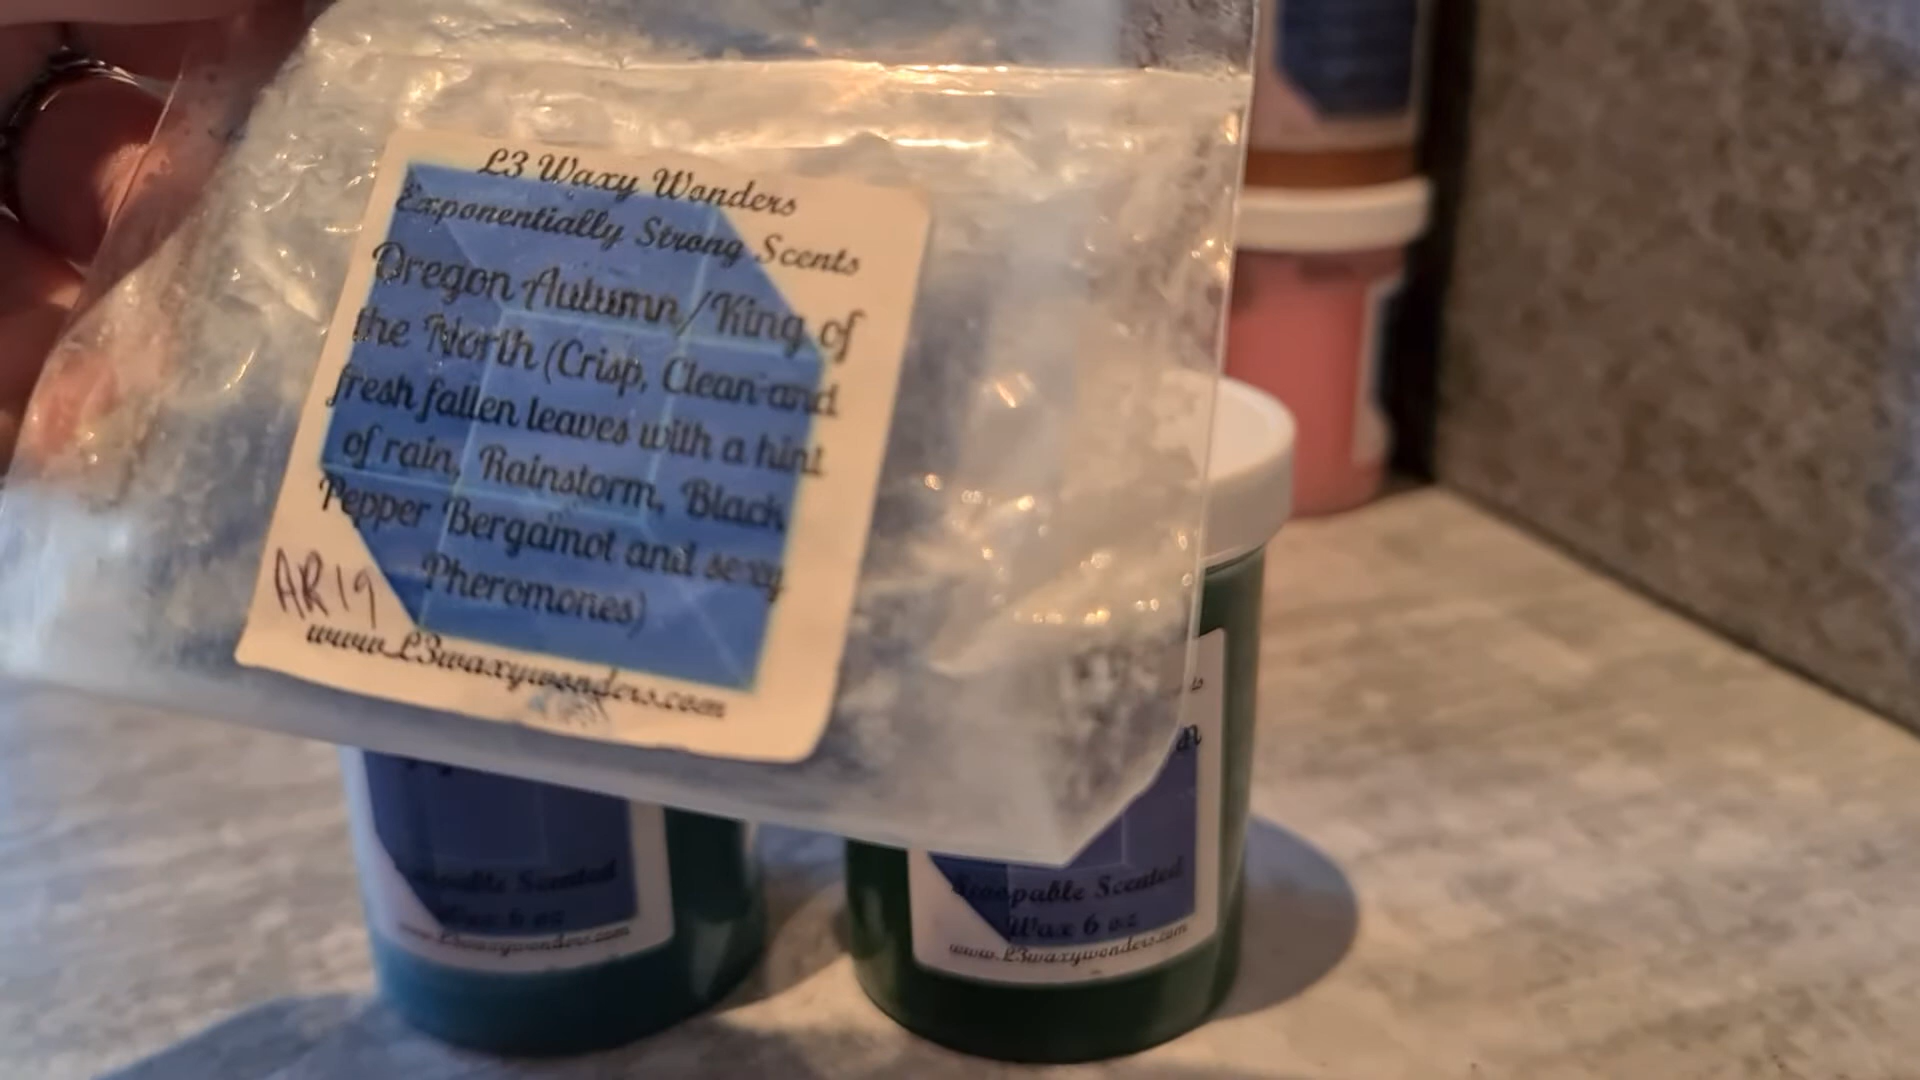 L3 Waxy Wonders
Exponentially Strong Scents
Oregon Autumn/King of
the North (Crisp, Clean and
fresh fallen leaves with a hint
of rain, Rainstorm, Black
Pepper Bergamot and sexy
Pheromones)
AR19
www.L3waxywonders.com
Scented
Wax 6 oz
www.L3waxywonders.com
Scoopable Scented
Wax 6 oz
www.L3waxywonders.com